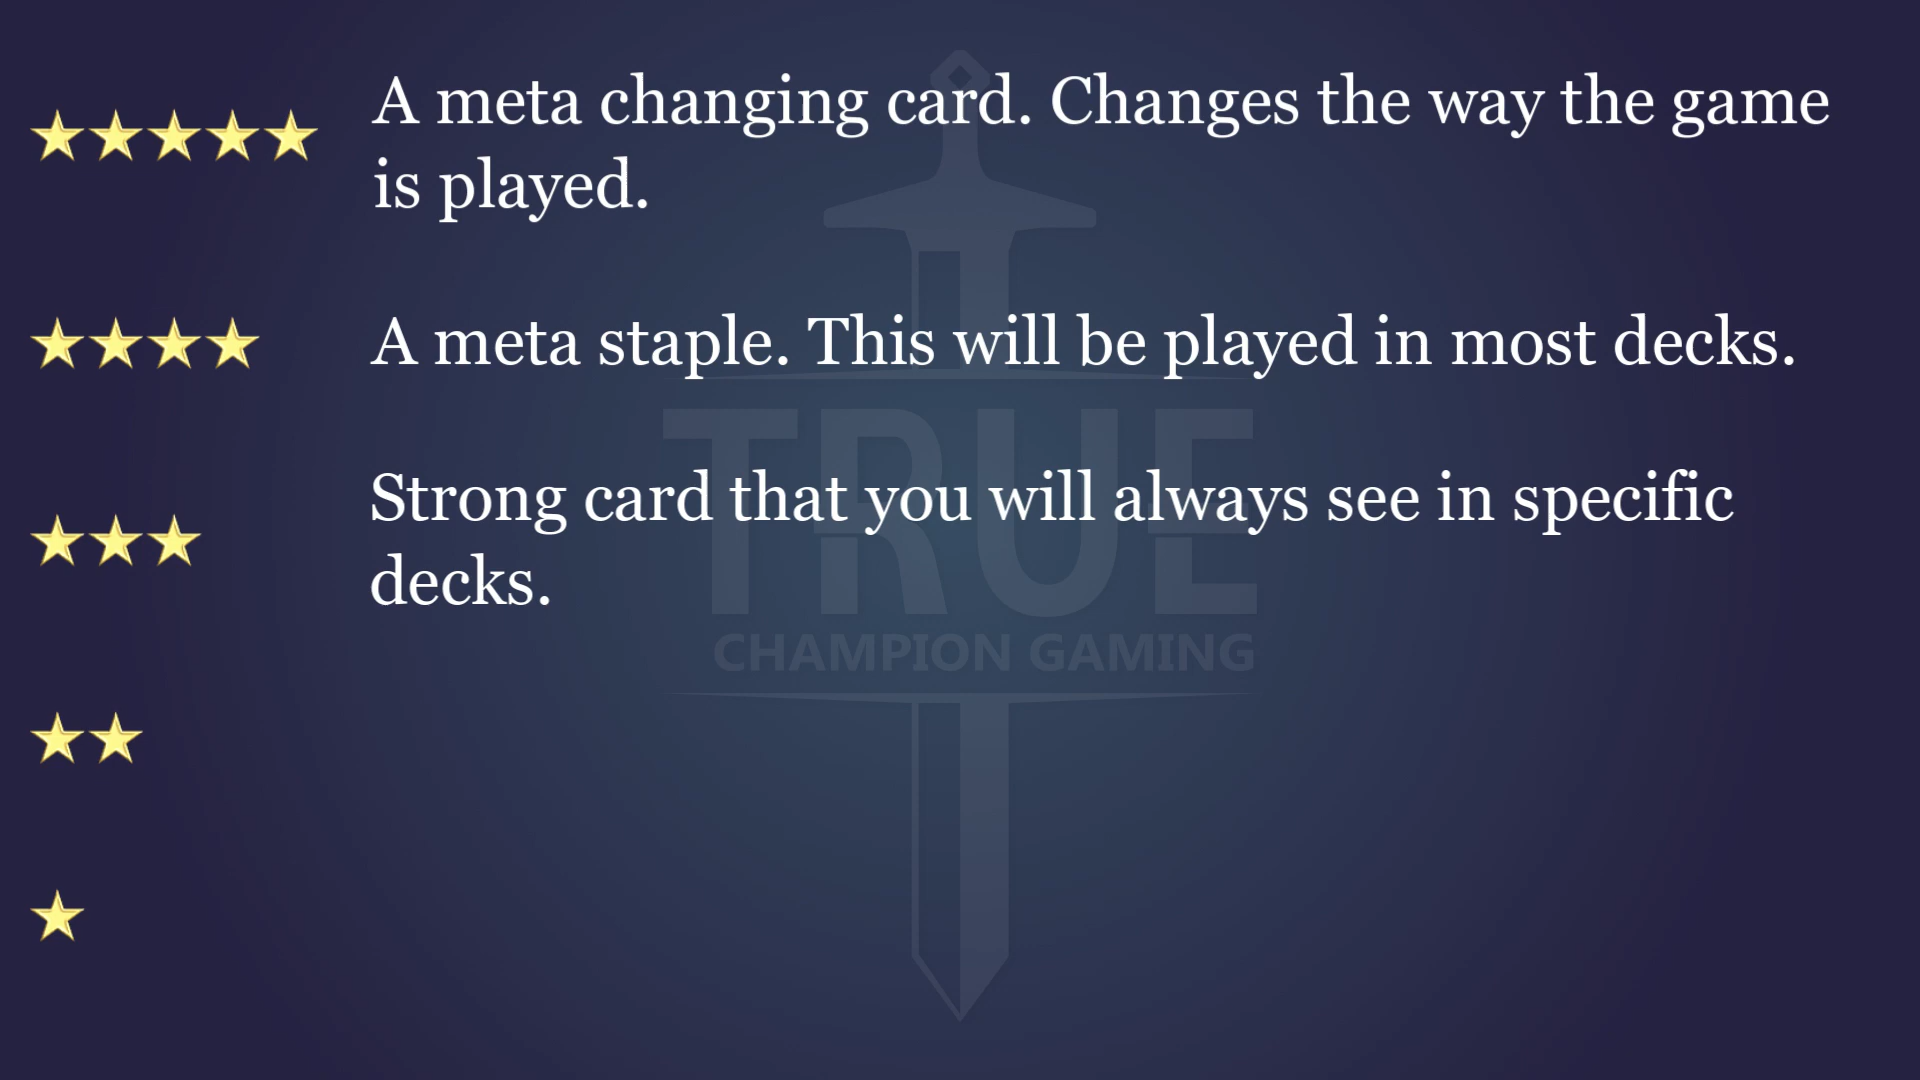 A meta changing card. Changes the way the game
is played.
A meta staple. This will be played in most decks.
Strong card that you will always see in specific
decks.
TRUE
CHAMPION GAMING